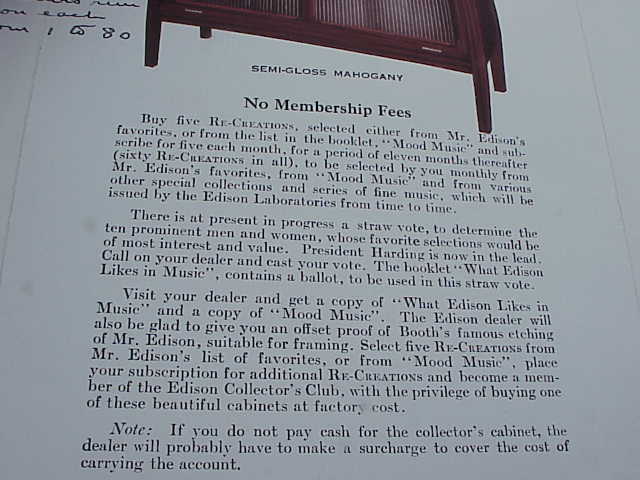 on each
1 to 80
SEMI-GLOSS MAHOGANY
No Membership Fees
Buy five RE-CREATIONS, selected either from Mr. Edison's
favorites, or from the list in the booklet, "Mood Music" and sub-
scribe for five each month, for a period of eleven months thereafter
(sixty RE-CREATIONS in all), to be selected by you monthly from
Mr. Edison's favorites, from "Mood Music" and from various
other special collections and series of fine music, which will be
issued by the Edison Laboratories from time to time.
There is at present in progress a straw vote, to determine the
ten prominent men and women, whose favorite selections would be
of most interest and value. President Harding is now in the lead.
Call on your dealer and cast your vote. The booklet "What Edison
Likes in Music", contains a ballot, to be used in this straw vote.
Visit your dealer and get a copy of "What Edison Likes in
Music" and a copy of "Mood Music". The Edison dealer will
also be glad to give you an offset proof of Booth's famous etching
of Mr. Edison, suitable for framing. Select five RE-CREATIONS from
Mr. Edison's list of favorites, or from "Mood Music", place
your subscription for additional RE-CREATIONS and become a mem-
ber of the Edison Collector's Club, with the privilege of buying one
of these beautiful cabinets at factory cost.
Note: If you do not pay cash for the collector's cabinet, the
dealer will probably have to make a surcharge to cover the cost of
carrying the account.